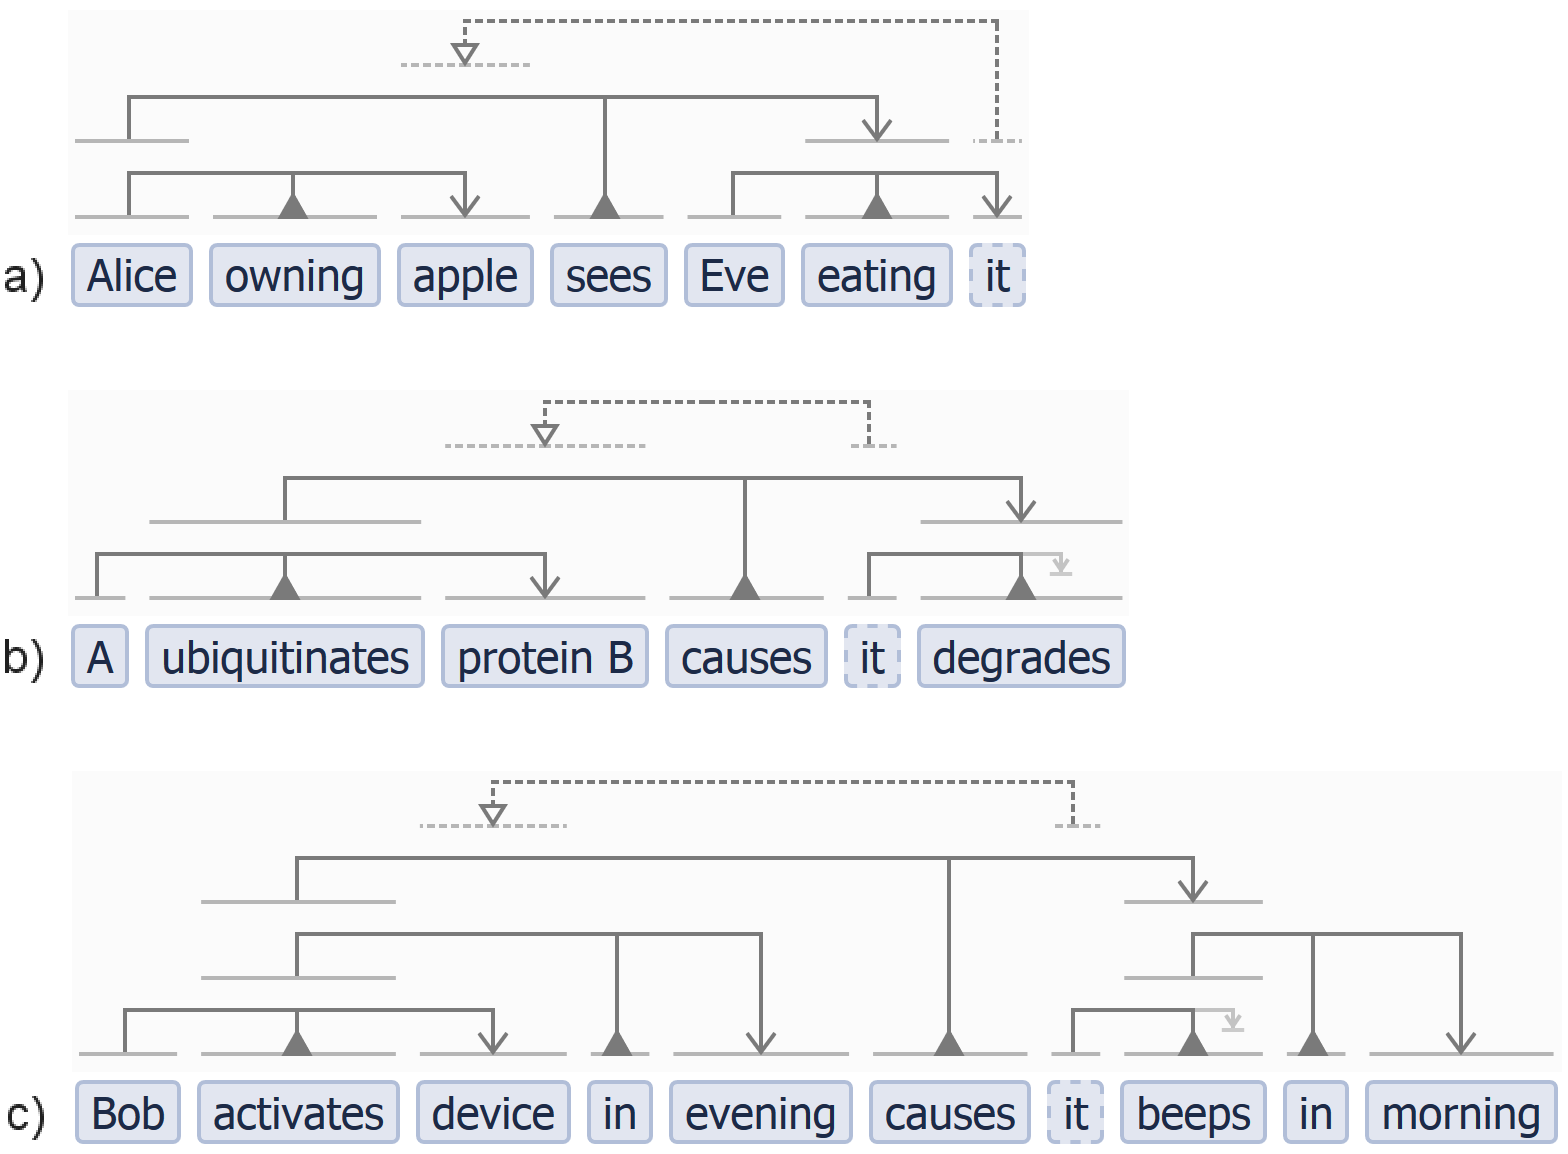 a) Alice owning apple sees Eve eating it
b) A ubiquitinates protein B causes it degrades
c) Bob activates device in evening causes it beeps in morning